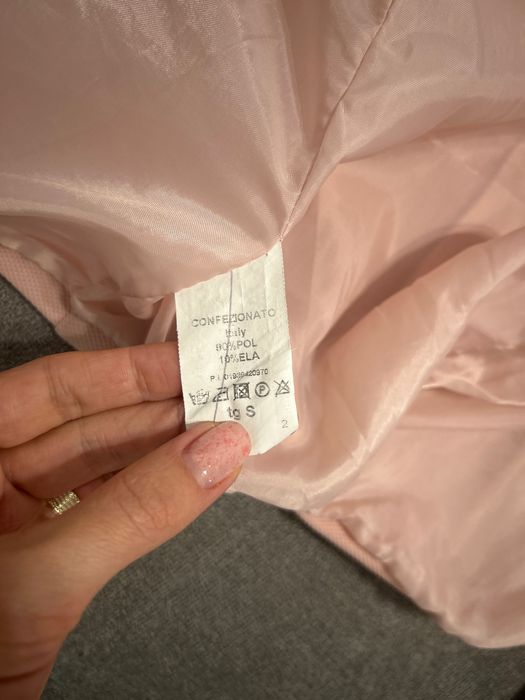 CONFEZIONATO
Italy
90%POL
10%ELA
tg S
2